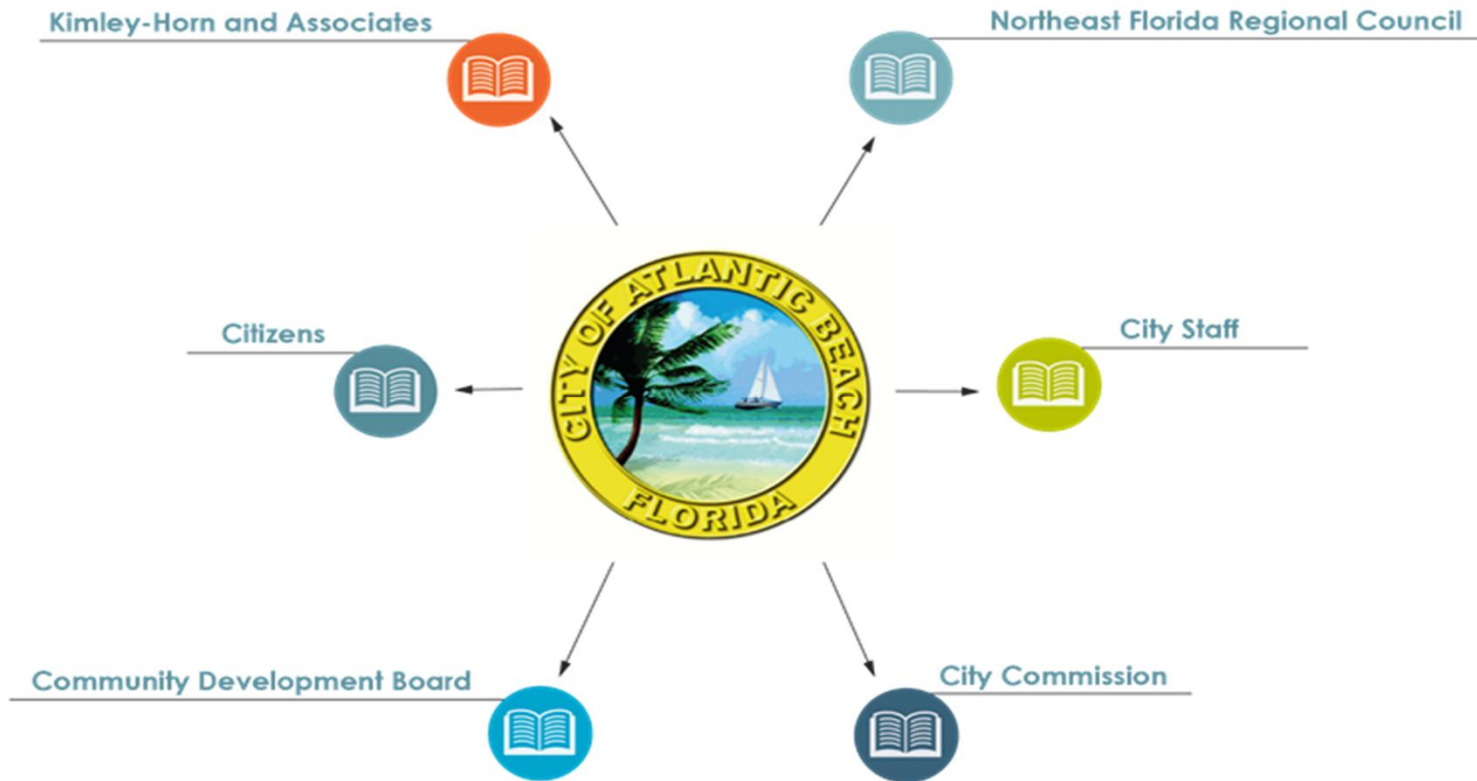 Kimley-Horn and Associates
Northeast Florida Regional Council
CITY OF ATLANTIC BEACH
FLORIDA
Citizens
City Staff
Community Development Board
City Commission